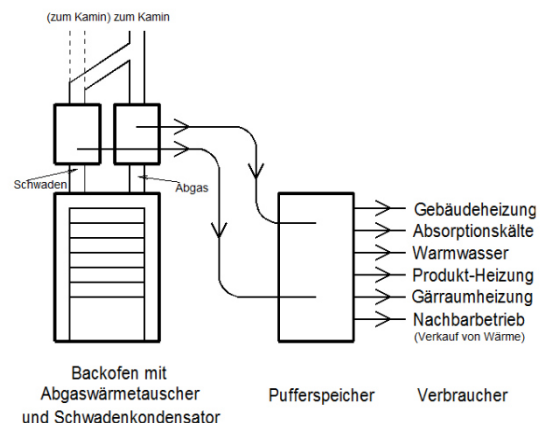 (zum Kamin) zum Kamin
Schwaden
Abgas
Gebäudeheizung
Absorptionskälte
Warmwasser
Produkt-Heizung
Gärraumheizung
Nachbarbetrieb
(Verkauf von Wärme)
Backofen mit
Abgaswärmetauscher
und Schwadenkondensator
Pufferspeicher
Verbraucher